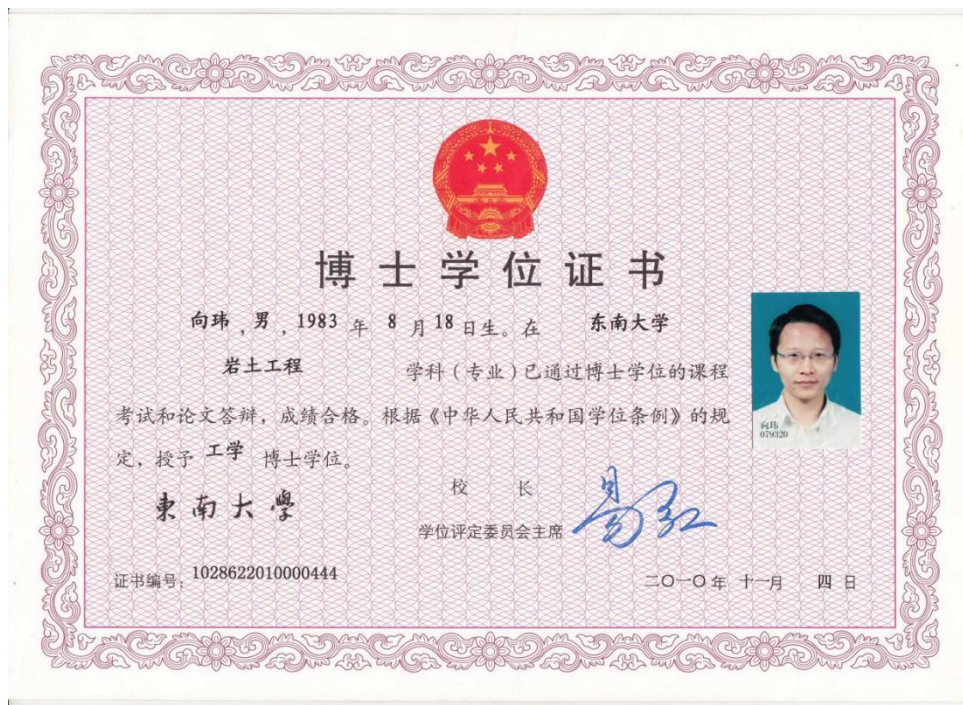 博士学位证书
向玮,男,1983年8月18日生。在 东南大学
岩土工程 学科(专业)已通过博士学位的课程
考试和论文答辩,成绩合格。根据《中华人民共和国学位条例》的规
定,授予 工学 博士学位。
向玮
079320
東南大學
校 长
学位评定委员会主席
易红
证书编号:1028622010000444
二〇一〇年 十一月 四日